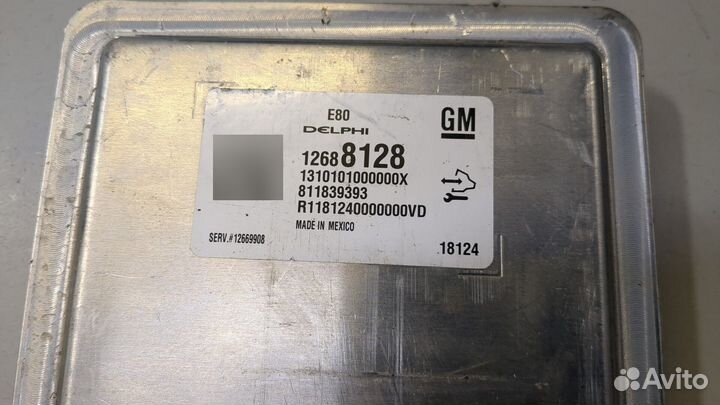 E80
DELPHI
GM
12688128
1310101000000X
811839393
R1181240000000VD
MADE IN MEXICO
SERV.#12669908
18124
Avito